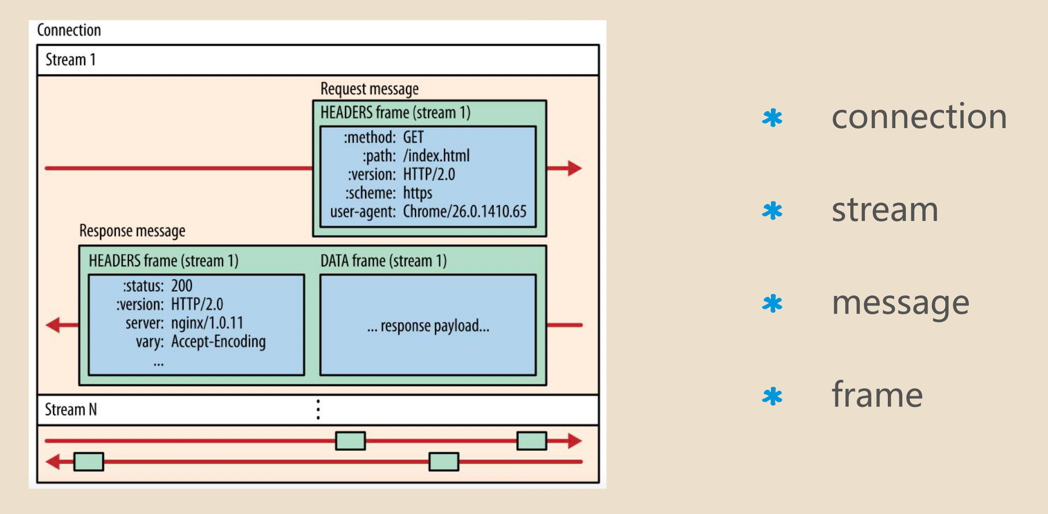 Connection
Stream 1
Request message
HEADERS frame (stream 1)
:method: GET
:path: /index.html
:version: HTTP/2.0
:scheme: https
user-agent: Chrome/26.0.1410.65
Response message
HEADERS frame (stream 1)
:status: 200
:version: HTTP/2.0
server: nginx/1.0.11
vary: Accept-Encoding
...
DATA frame (stream 1)
... response payload...
Stream N
connection
stream
message
frame